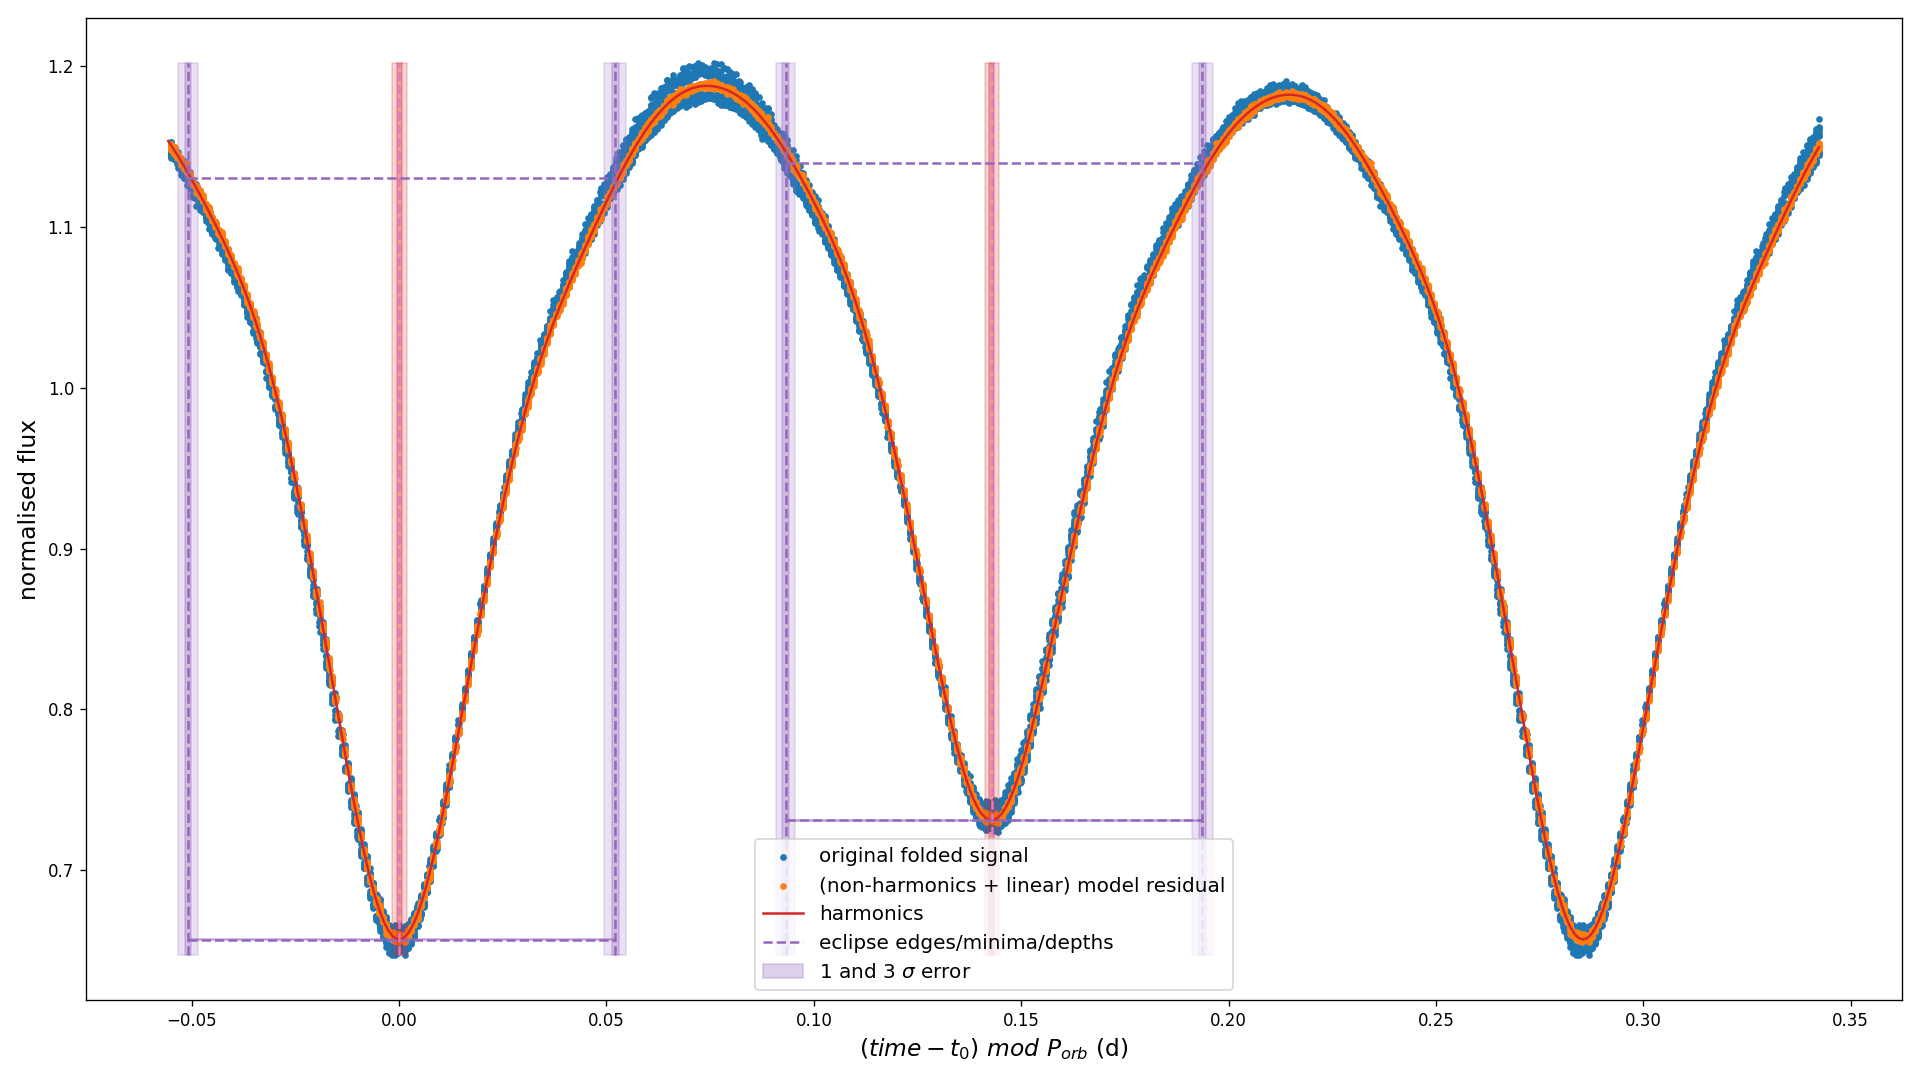 normalised flux
1.2
1.1
1.0
0.9
0.8
0.7
original folded signal
(non-harmonics + linear) model residual
harmonics
eclipse edges/minima/depths
1 and 3 σ error
−0.05
0.00
0.05
0.10
0.15
0.20
0.25
0.30
0.35
(time − t₀) mod P_orb (d)